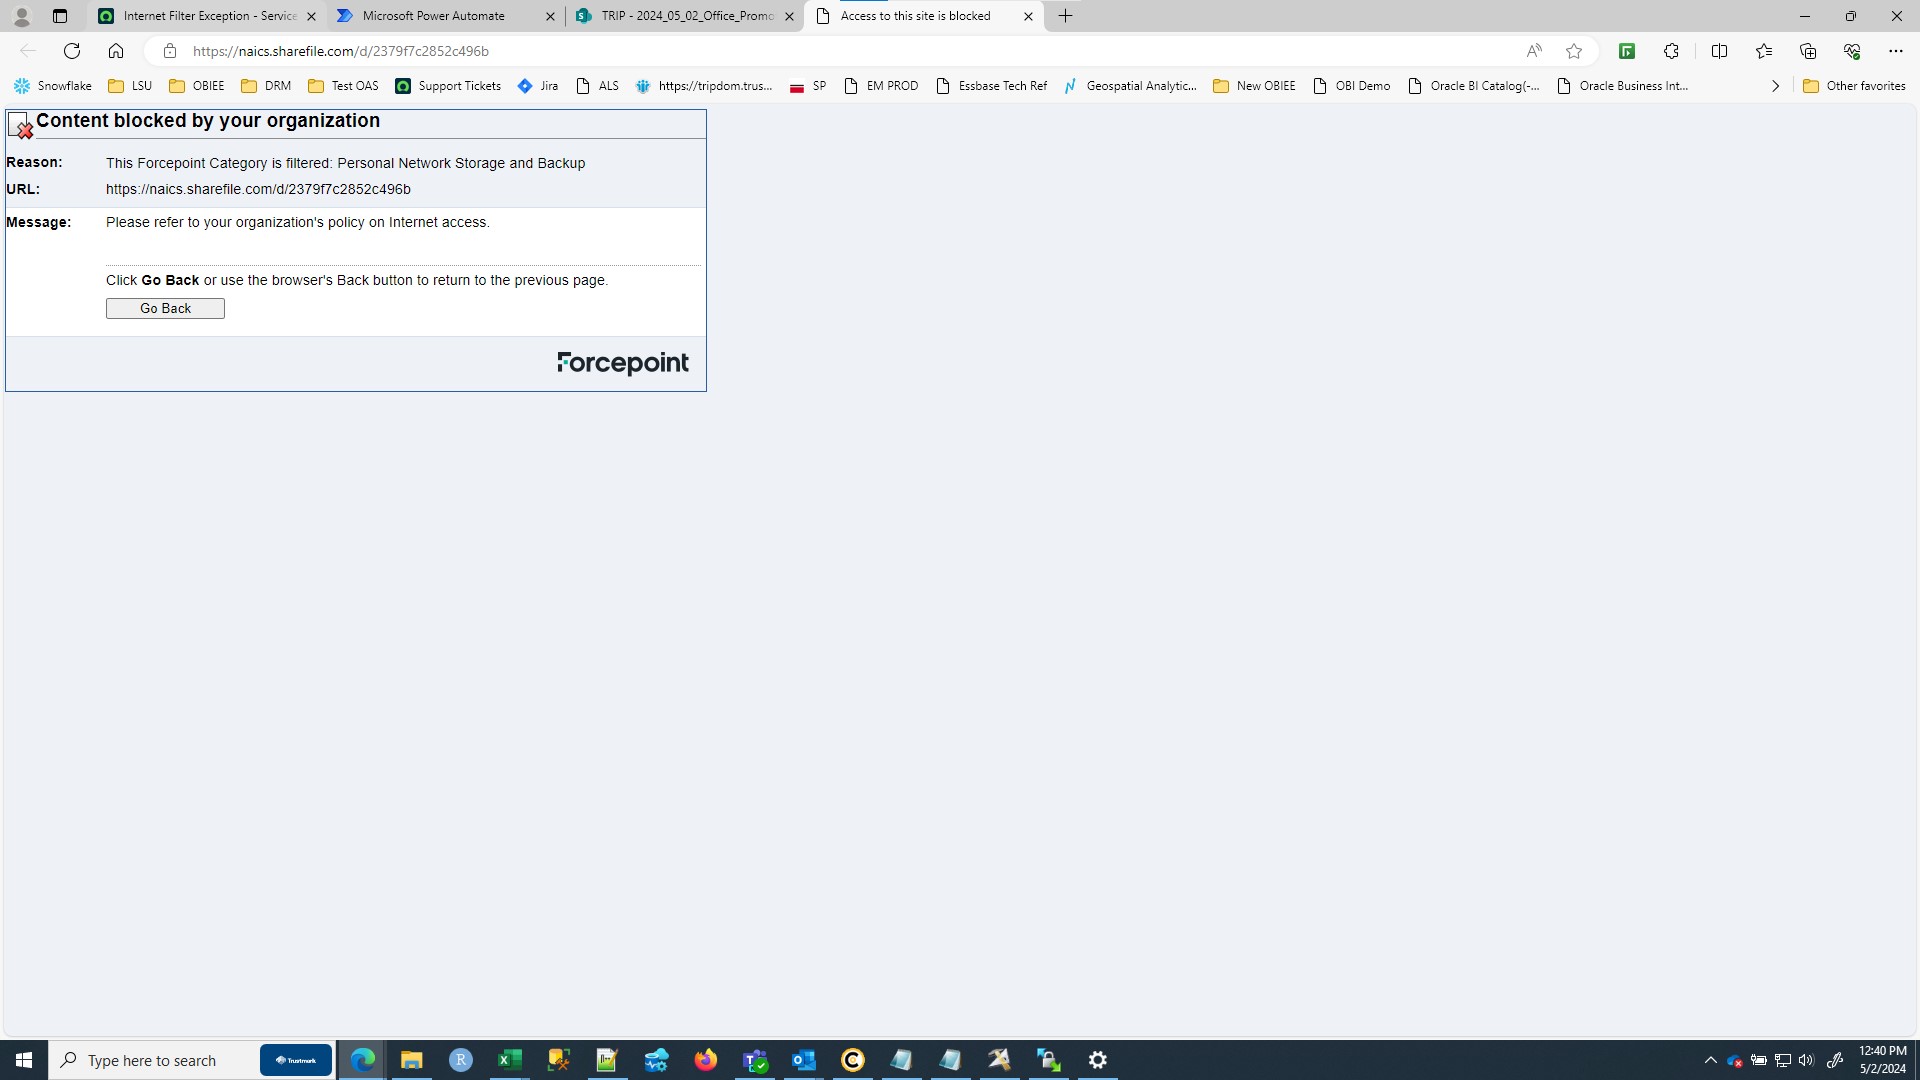 Internet Filter Exception - Service
Microsoft Power Automate
TRIP - 2024_05_02_Office_Promo
Access to this site is blocked
https://naics.sharefile.com/d/2379f7c2852c496b
Snowflake
LSU
OBIEE
DRM
Test OAS
Support Tickets
Jira
ALS
https://tripdom.trus...
SP
EM PROD
Essbase Tech Ref
Geospatial Analytic...
New OBIEE
OBI Demo
Oracle BI Catalog(-...
Oracle Business Int...
Other favorites
Content blocked by your organization
Reason: This Forcepoint Category is filtered: Personal Network Storage and Backup
URL: https://naics.sharefile.com/d/2379f7c2852c496b
Message: Please refer to your organization's policy on Internet access.
Click Go Back or use the browser's Back button to return to the previous page.
Go Back
Forcepoint
Type here to search
Trustmark
12:40 PM
5/2/2024